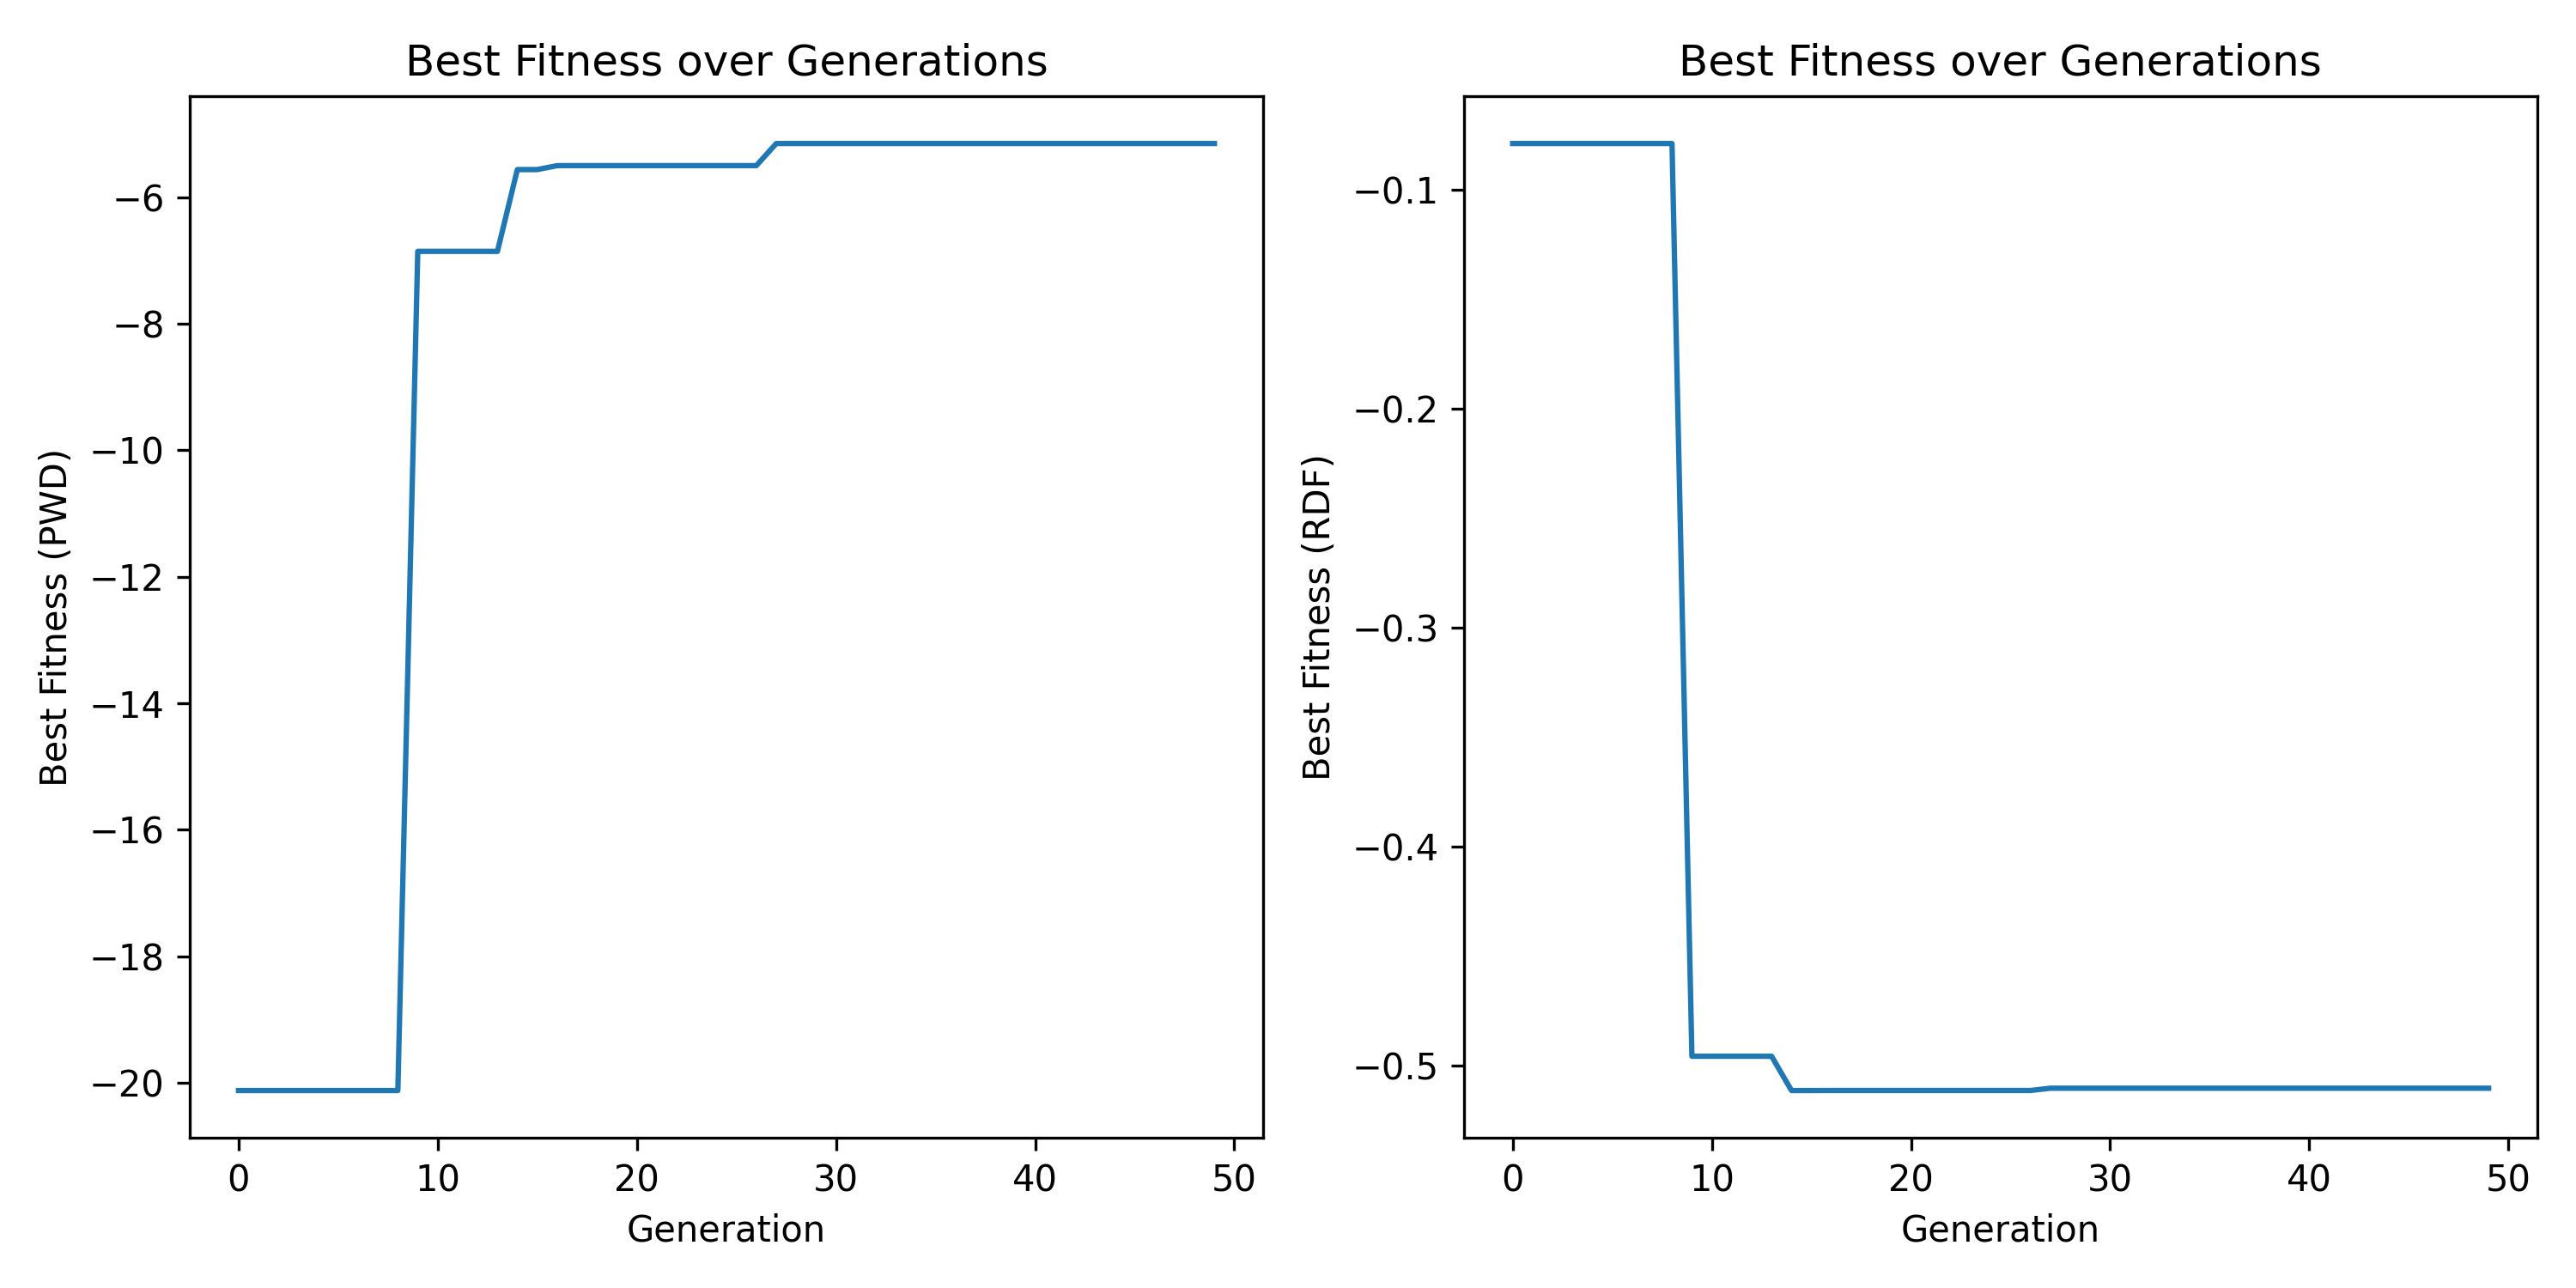 Best Fitness over Generations
Best Fitness (PWD)
−6
−8
−10
−12
−14
−16
−18
−20
0 10 20 30 40 50
Generation
Best Fitness over Generations
Best Fitness (RDF)
−0.1
−0.2
−0.3
−0.4
−0.5
0 10 20 30 40 50
Generation